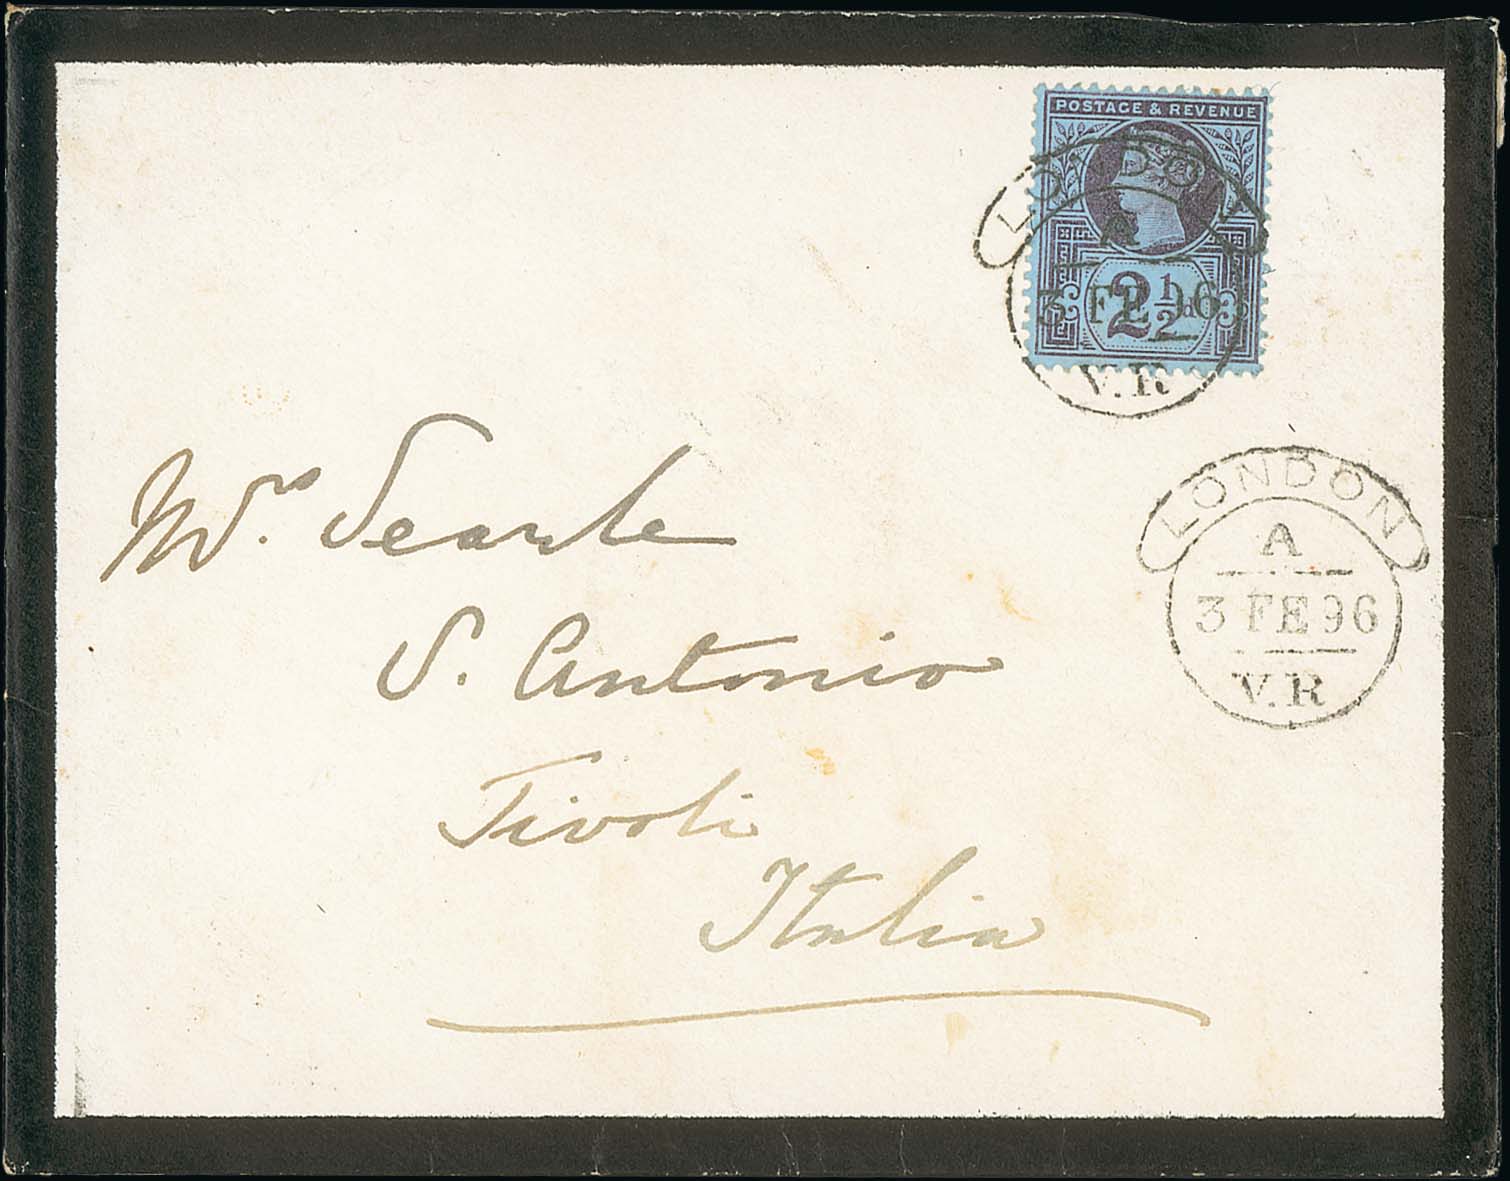 POSTAGE & REVENUE
2½d
LONDON
A
3 FE 96
V.R
LONDON
A
3 FE 96
V.R
Mrs. Searle
S. Antonio
Tivoli
Italia